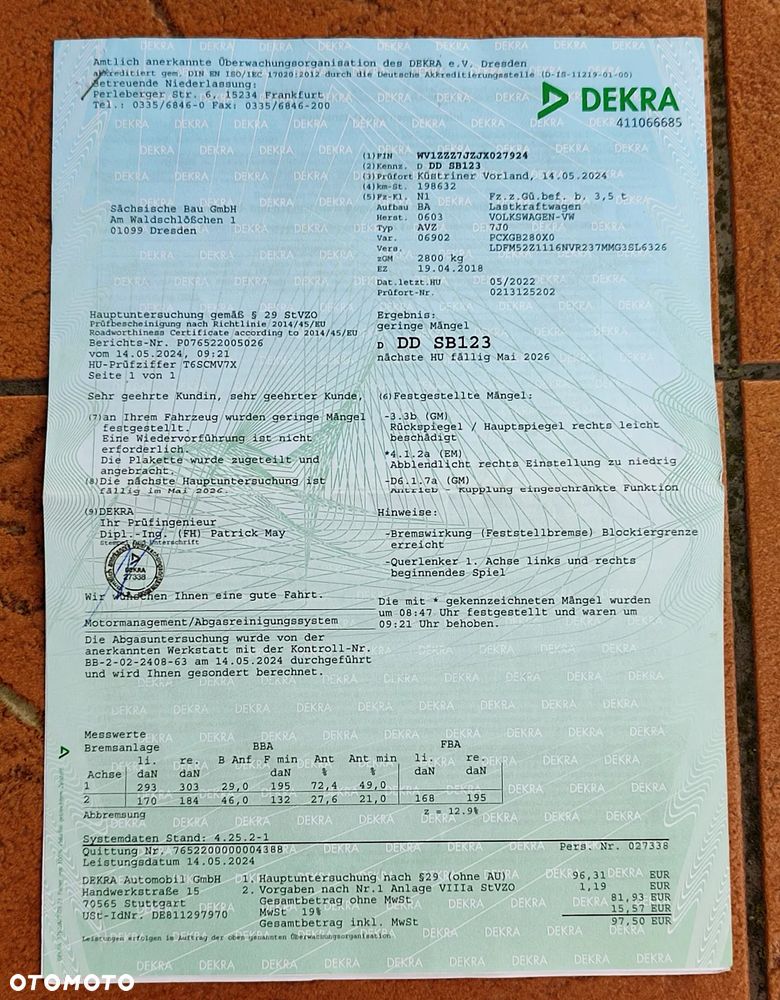 Amtlich anerkannte Überwachungsorganisation des DEKRA e.V. Dresden
akkreditiert gem. DIN EN ISO/IEC 17020:2012 durch die Deutsche Akkreditierungsstelle (D-IS-11219-01-00)
Betreuende Niederlassung:
Perleberger Str. 6, 15234 Frankfurt
Tel.: 0335/6846-0 Fax: 0335/6846-200
DEKRA
411066685
(1) FIN WV1ZZZ7JZJX027924
(2) Kennz. D DD SB123
(3) Prüfort Küstriner Vorland, 14.05.2024
(4) km-St. 198632
(5) Fz-Kl. N1 Fz.z.Gü.bef. b. 3,5 t
Aufbau BA Lastkraftwagen
Herst. 0603 VOLKSWAGEN-VW
Typ AVZ 7J0
Var. 06902 PCXGB280X0
Vers. LDFM52Z1116NVR237MMG3SL6326
zGM 2800 kg
EZ 19.04.2018
Dat.letzt.HU 05/2022
Prüfort-Nr. 0213125202
Sächsische Bau GmbH
Am Waldschlößchen 1
01099 Dresden
Hauptuntersuchung gemäß § 29 StVZO
Prüfbescheinigung nach Richtlinie 2014/45/EU
Roadworthiness Certificate according to 2014/45/EU
Berichts-Nr. P076522005026
vom 14.05.2024, 09:21
HU-Prüfziffer T6SCMV7X
Seite 1 von 1
Ergebnis:
geringe Mängel
D DD SB123
nächste HU fällig Mai 2026
Sehr geehrte Kundin, sehr geehrter Kunde,
(7) an Ihrem Fahrzeug wurden geringe Mängel
festgestellt.
Eine Wiedervorführung ist nicht
erforderlich.
Die Plakette wurde zugeteilt und
angebracht.
(8) Die nächste Hauptuntersuchung ist
fällig im Mai 2026.
(9) DEKRA
Ihr Prüfingenieur
Dipl.-Ing. (FH) Patrick May
Stempel und Unterschrift
DEKRA
27338
Wir wünschen Ihnen eine gute Fahrt.
(6) Festgestellte Mängel:
-3.3b (GM)
Rückspiegel / Hauptspiegel rechts leicht
beschädigt
*4.1.2a (EM)
Abblendlicht rechts Einstellung zu niedrig
-D6.1.7a (GM)
Antrieb - Kupplung eingeschränkte Funktion
Hinweise:
-Bremswirkung (Feststellbremse) Blockiergrenze
erreicht
-Querlenker 1. Achse links und rechts
beginnendes Spiel
Die mit * gekennzeichneten Mängel wurden
um 08:47 Uhr festgestellt und waren um
09:21 Uhr behoben.
Motormanagement/Abgasreinigungssystem
Die Abgasuntersuchung wurde von der
anerkannten Werkstatt mit der Kontroll-Nr.
BB-2-02-2408-63 am 14.05.2024 durchgeführt
und wird Ihnen gesondert berechnet.
Messwerte
Bremsanlage BBA FBA
li. re. B Anf F min Ant Ant min li. re.
Achse daN daN daN % % daN daN
1 293 303 29,0 195 72,4 49,0
2 170 184 46,0 132 27,6 21,0 168 195
Abbremsung z = 12.9%
Systemdaten Stand: 4.25.2-1
Quittung Nr. 7652200000004388 Pers. Nr. 027338
Leistungsdatum 14.05.2024
DEKRA Automobil GmbH 1. Hauptuntersuchung nach §29 (ohne AU) 96,31 EUR
Handwerkstraße 15 2. Vorgaben nach Nr.1 Anlage VIIIa StVZO 1,19 EUR
70565 Stuttgart Gesamtbetrag ohne MwSt 81,93 EUR
USt-IdNr. DE811297970 MwSt 19% 15,57 EUR
Gesamtbetrag inkl. MwSt 97,50 EUR
Leistungen erfolgen im Auftrag der oben genannten Überwachungsorganisation
OTOMOTO